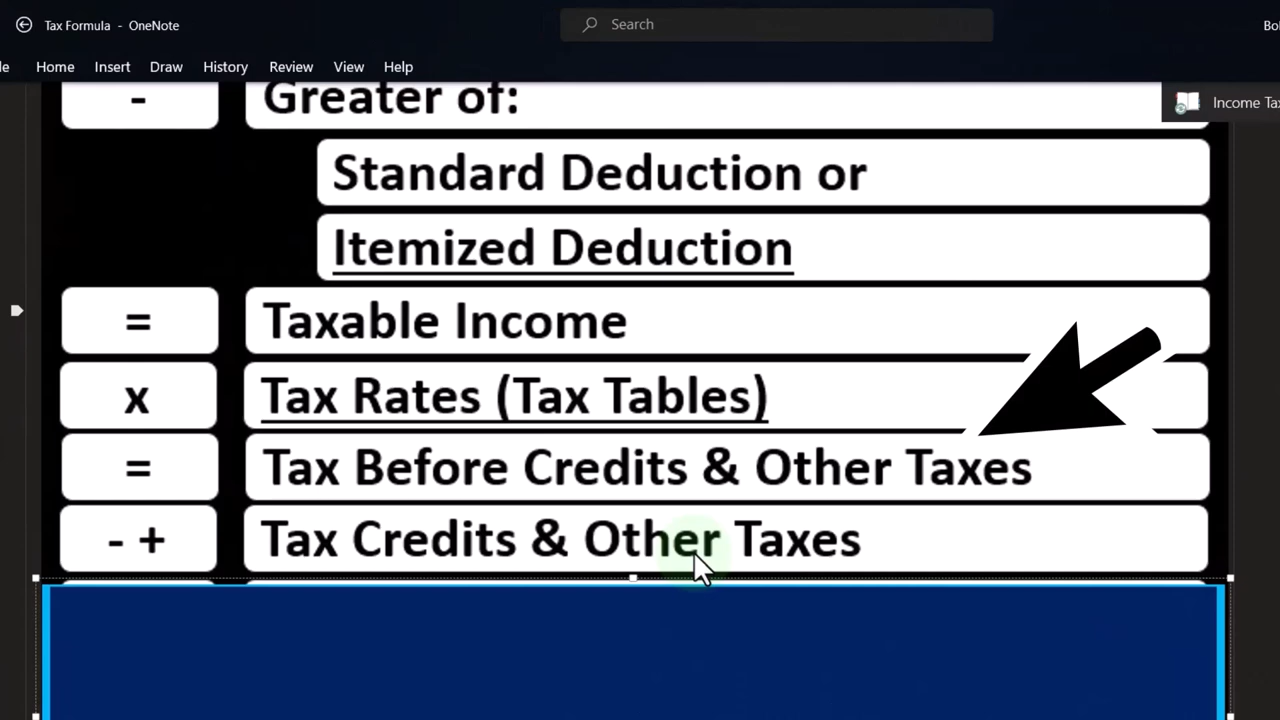 Tax Formula - OneNote
Search
Home Insert Draw History Review View Help
Income Tax
- Greater of:
Standard Deduction or
Itemized Deduction
= Taxable Income
x Tax Rates (Tax Tables)
= Tax Before Credits & Other Taxes
- + Tax Credits & Other Taxes